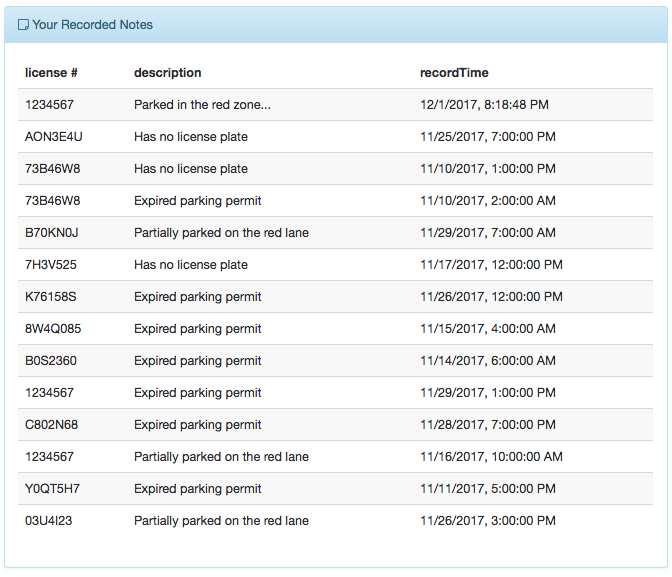 Your Recorded Notes
license # description recordTime
1234567 Parked in the red zone... 12/1/2017, 8:18:48 PM
AON3E4U Has no license plate 11/25/2017, 7:00:00 PM
73B46W8 Has no license plate 11/10/2017, 1:00:00 PM
73B46W8 Expired parking permit 11/10/2017, 2:00:00 AM
B70KN0J Partially parked on the red lane 11/29/2017, 7:00:00 AM
7H3V525 Has no license plate 11/17/2017, 12:00:00 PM
K76158S Expired parking permit 11/26/2017, 12:00:00 PM
8W4Q085 Expired parking permit 11/15/2017, 4:00:00 AM
B0S2360 Expired parking permit 11/14/2017, 6:00:00 AM
1234567 Expired parking permit 11/29/2017, 1:00:00 PM
C802N68 Expired parking permit 11/28/2017, 7:00:00 PM
1234567 Partially parked on the red lane 11/16/2017, 10:00:00 AM
Y0QT5H7 Expired parking permit 11/11/2017, 5:00:00 PM
03U4I23 Partially parked on the red lane 11/26/2017, 3:00:00 PM